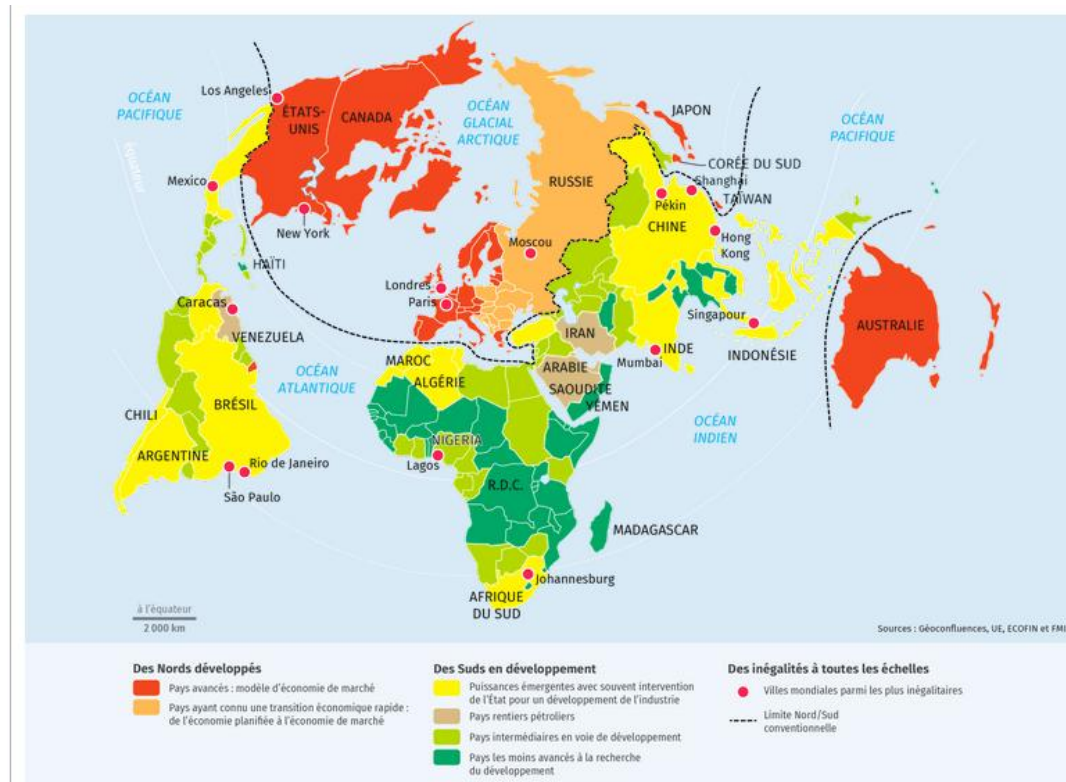 OCÉAN
PACIFIQUE
Los Angeles
ÉTATS-
UNIS
CANADA
OCÉAN
GLACIAL
ARCTIQUE
JAPON
OCÉAN
PACIFIQUE
équateur
RUSSIE
CORÉE DU SUD
Shanghai
Mexico
Pékin
TAÏWAN
New York
CHINE
Moscou
Hong
Kong
HAÏTI
Londres
Paris
Caracas
Singapour
VENEZUELA
IRAN
INDE
INDONÉSIE
AUSTRALIE
MAROC
Mumbai
ARABIE
SAOUDITE
OCÉAN
ATLANTIQUE
ALGÉRIE
YÉMEN
BRÉSIL
CHILI
OCÉAN
INDIEN
NIGERIA
ARGENTINE
Rio de Janeiro
Lagos
R.D.C.
São Paulo
MADAGASCAR
Johannesburg
AFRIQUE
DU SUD
à l'équateur
2 000 km
Sources : Géoconfluences, UE, ECOFIN et FMI
Des Nords développés
Pays avancés : modèle d'économie de marché
Pays ayant connu une transition économique rapide :
de l'économie planifiée à l'économie de marché
Des Suds en développement
Puissances émergentes avec souvent intervention
de l'État pour un développement de l'industrie
Pays rentiers pétroliers
Pays intermédiaires en voie de développement
Pays les moins avancés à la recherche
du développement
Des inégalités à toutes les échelles
Villes mondiales parmi les plus inégalitaires
Limite Nord/Sud
conventionnelle